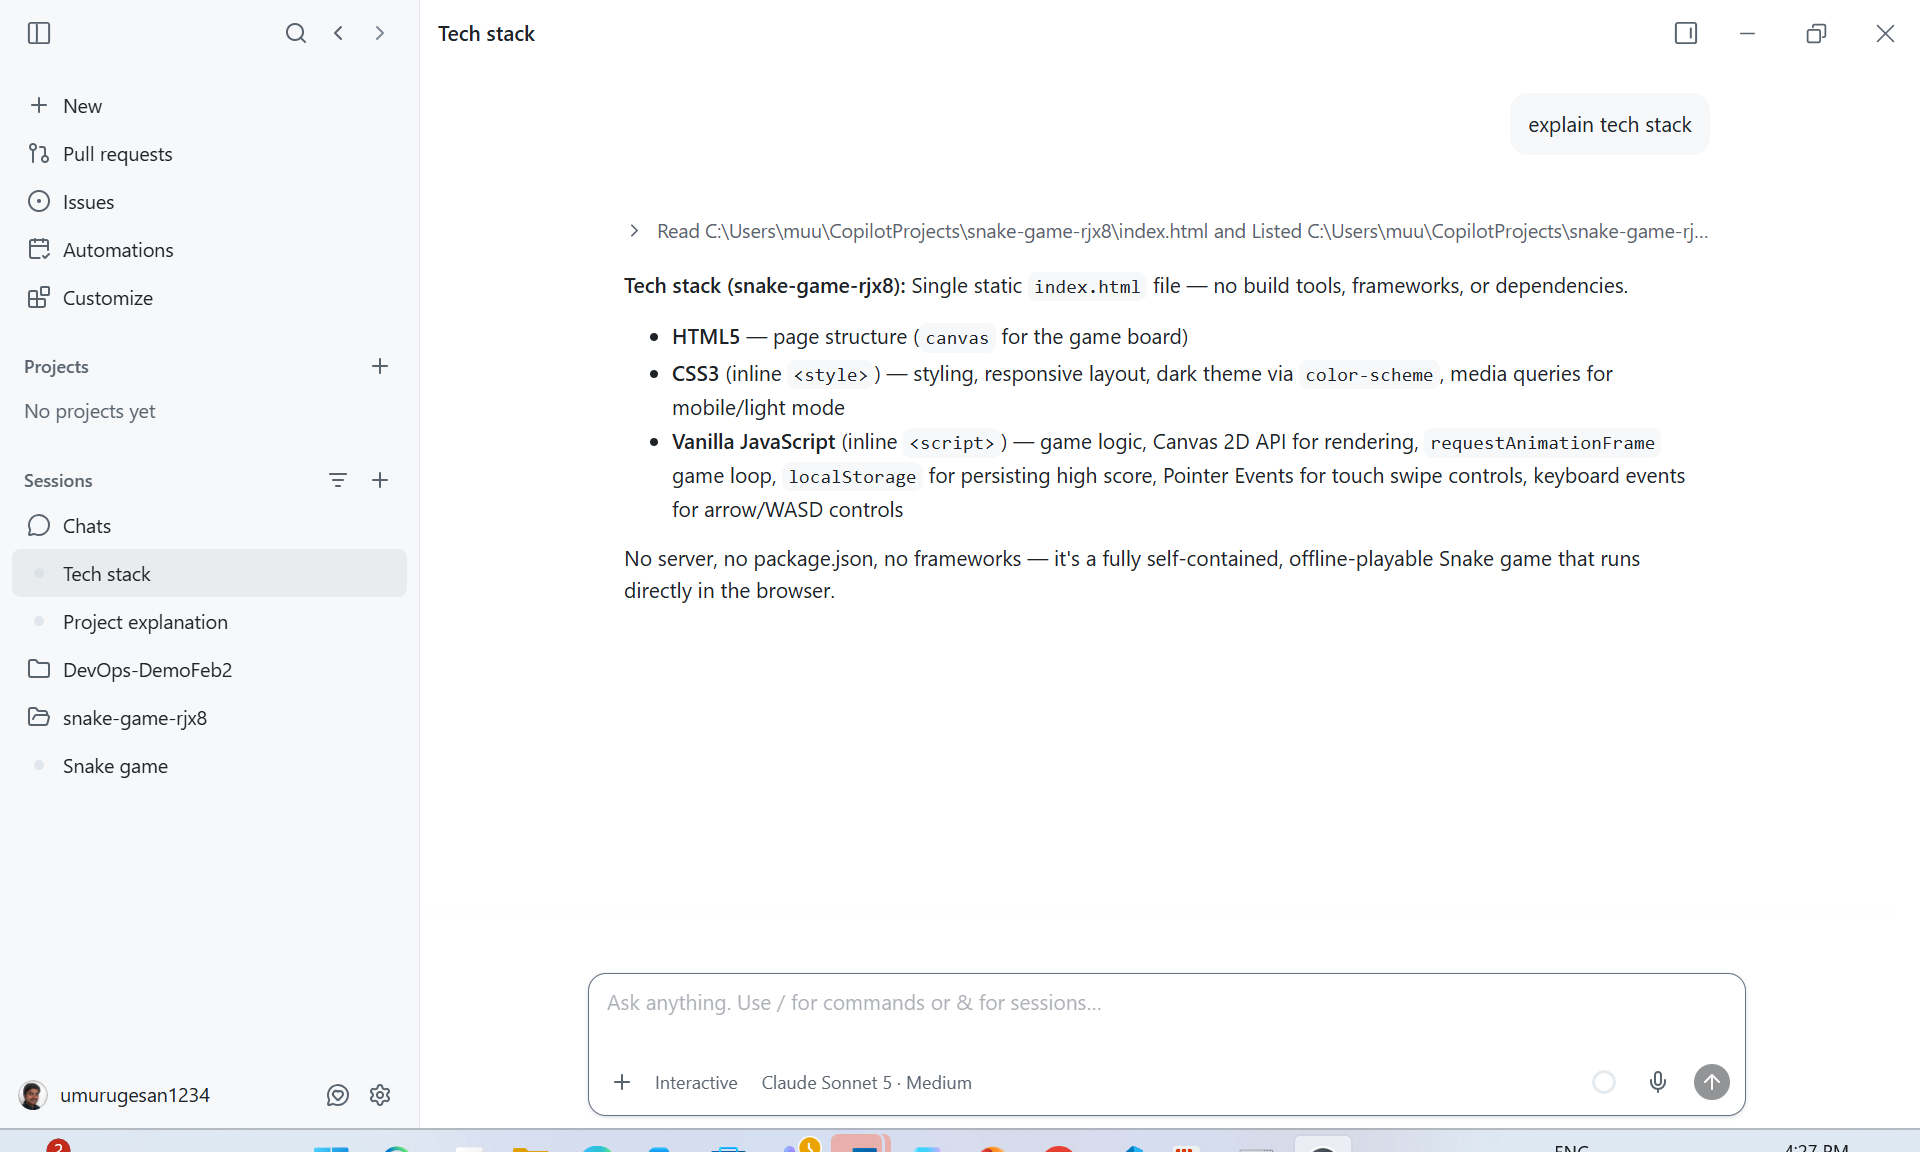 Tech stack
New
Pull requests
Issues
Automations
Customize
Projects
No projects yet
Sessions
Chats
Tech stack
Project explanation
DevOps-DemoFeb2
snake-game-rjx8
Snake game
umurugesan1234
explain tech stack
Read C:\Users\muu\CopilotProjects\snake-game-rjx8\index.html and Listed C:\Users\muu\CopilotProjects\snake-game-rj...
Tech stack (snake-game-rjx8): Single static index.html file — no build tools, frameworks, or dependencies.
• HTML5 — page structure ( canvas for the game board)
• CSS3 (inline <style> ) — styling, responsive layout, dark theme via color-scheme , media queries for
mobile/light mode
• Vanilla JavaScript (inline <script> ) — game logic, Canvas 2D API for rendering, requestAnimationFrame
game loop, localStorage for persisting high score, Pointer Events for touch swipe controls, keyboard events
for arrow/WASD controls
No server, no package.json, no frameworks — it's a fully self-contained, offline-playable Snake game that runs
directly in the browser.
Ask anything. Use / for commands or & for sessions...
Interactive
Claude Sonnet 5 · Medium
2
ENG
4:27 PM